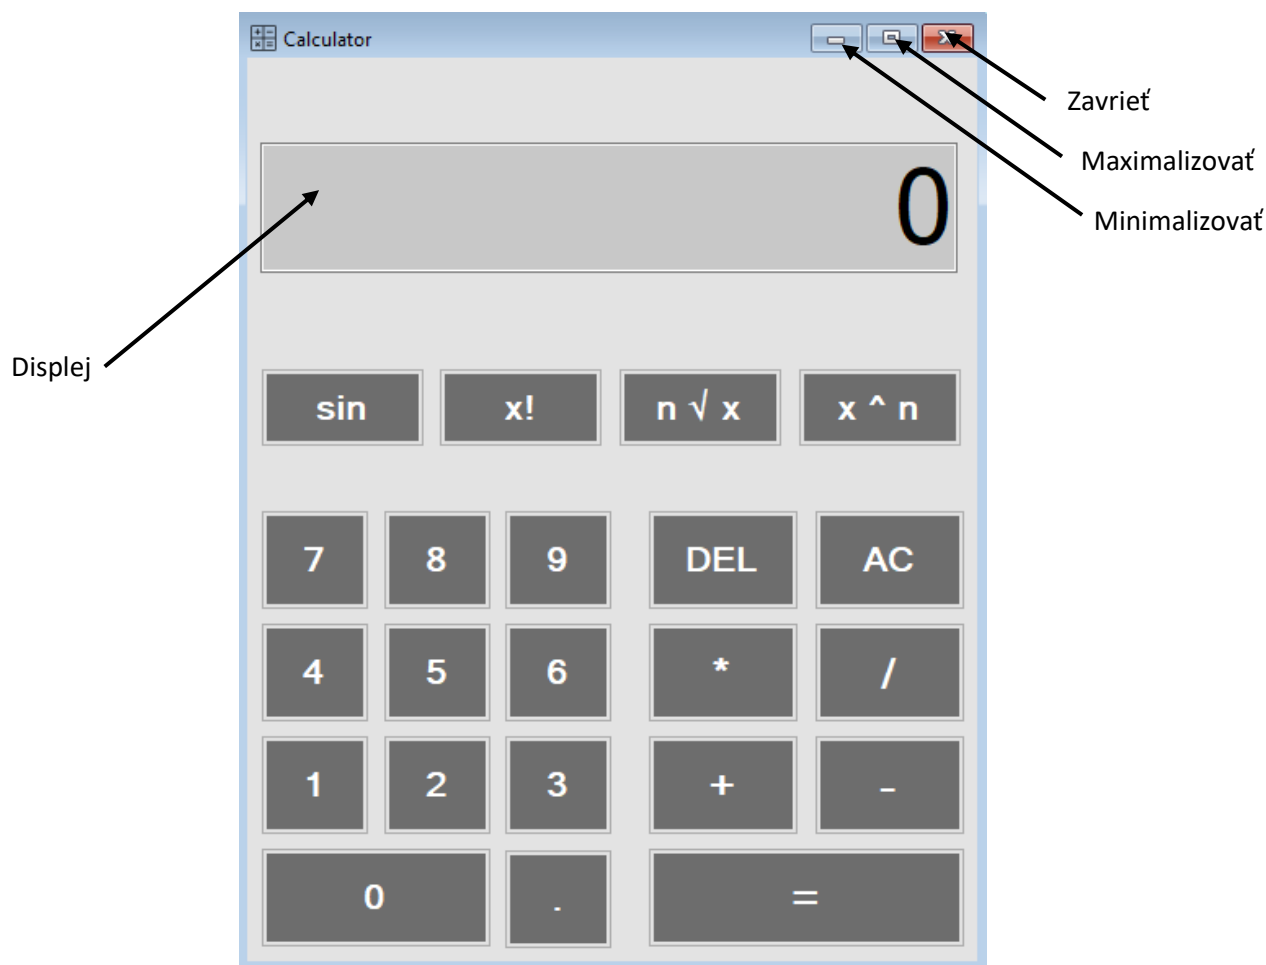 Calculator
Zavrieť
Maximalizovať
Minimalizovať
0
Displej
sin x! n √ x x ^ n
7 8 9 DEL AC
4 5 6 * /
1 2 3 + -
0 . =